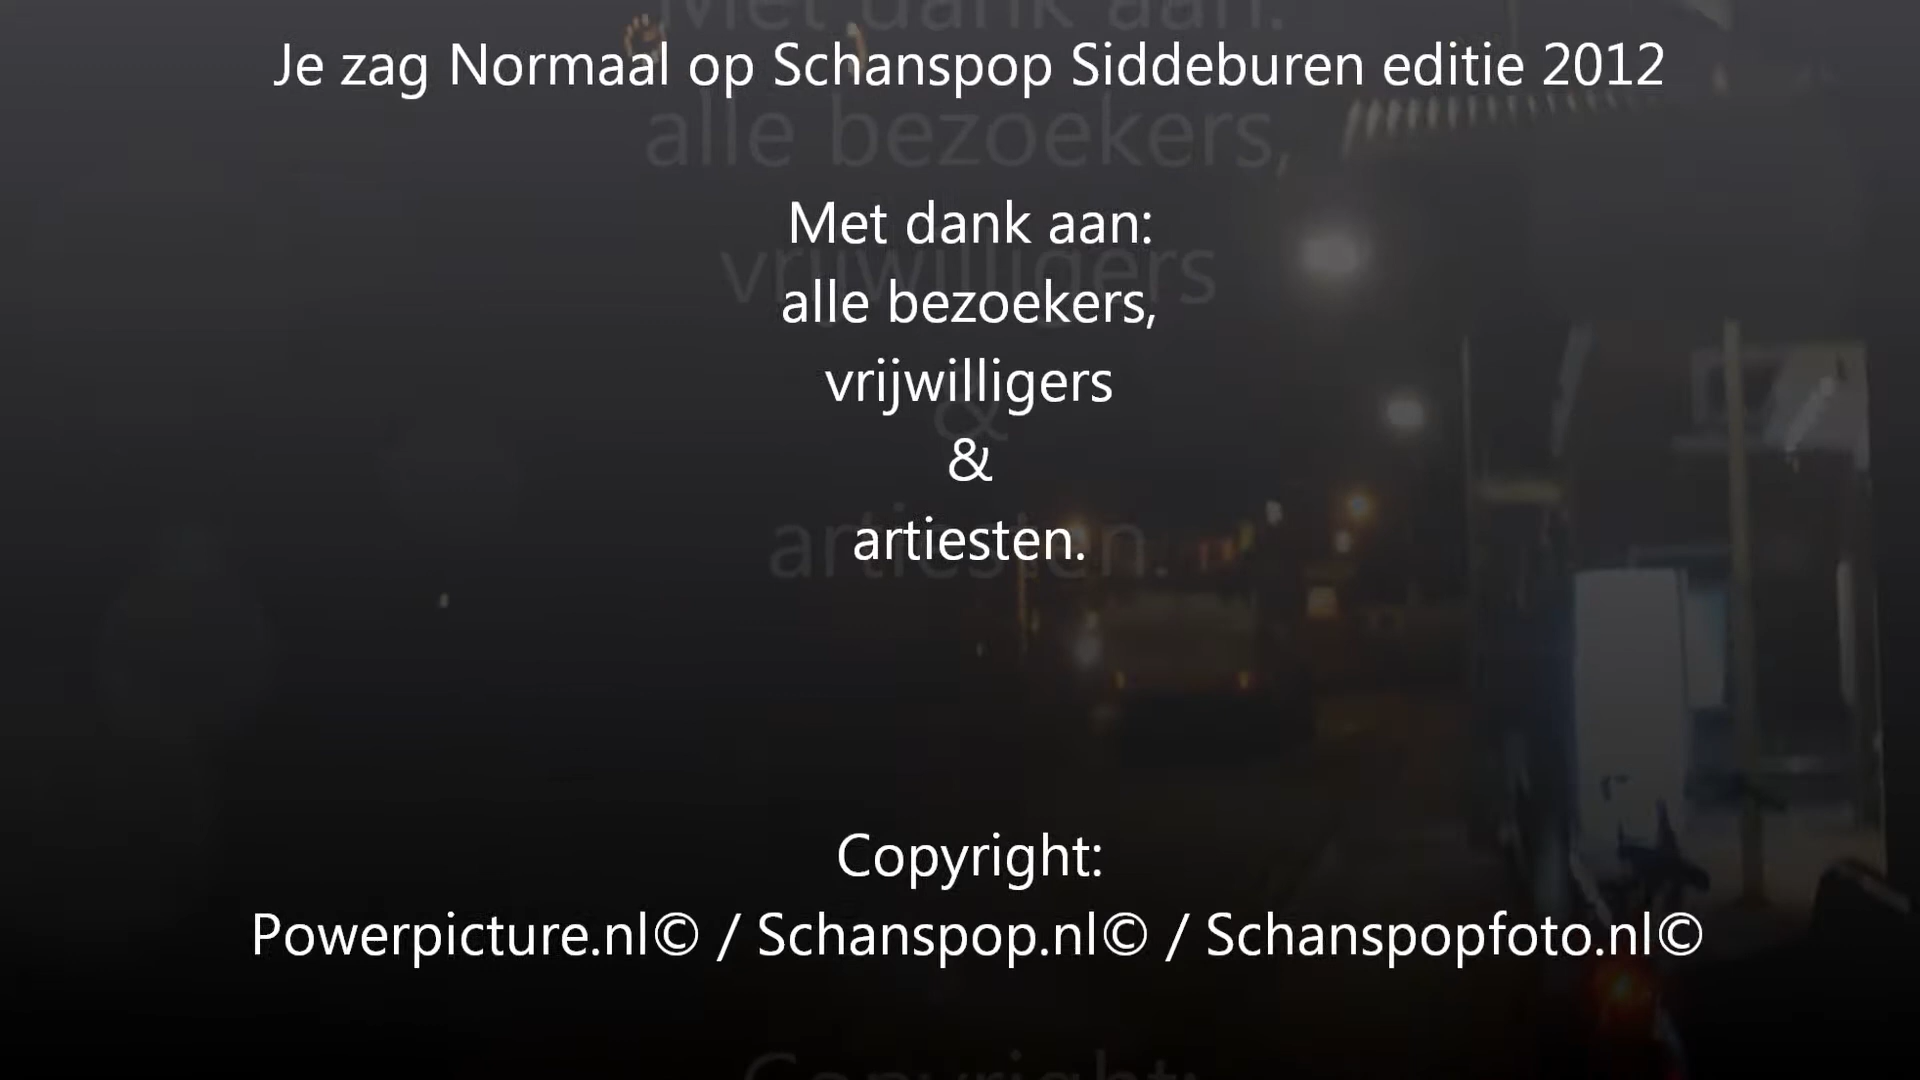 Je zag Normaal op Schanspop Siddeburen editie 2012
Met dank aan:
alle bezoekers,
vrijwilligers
&
artiesten.
Copyright:
Powerpicture.nl© / Schanspop.nl© / Schanspopfoto.nl©